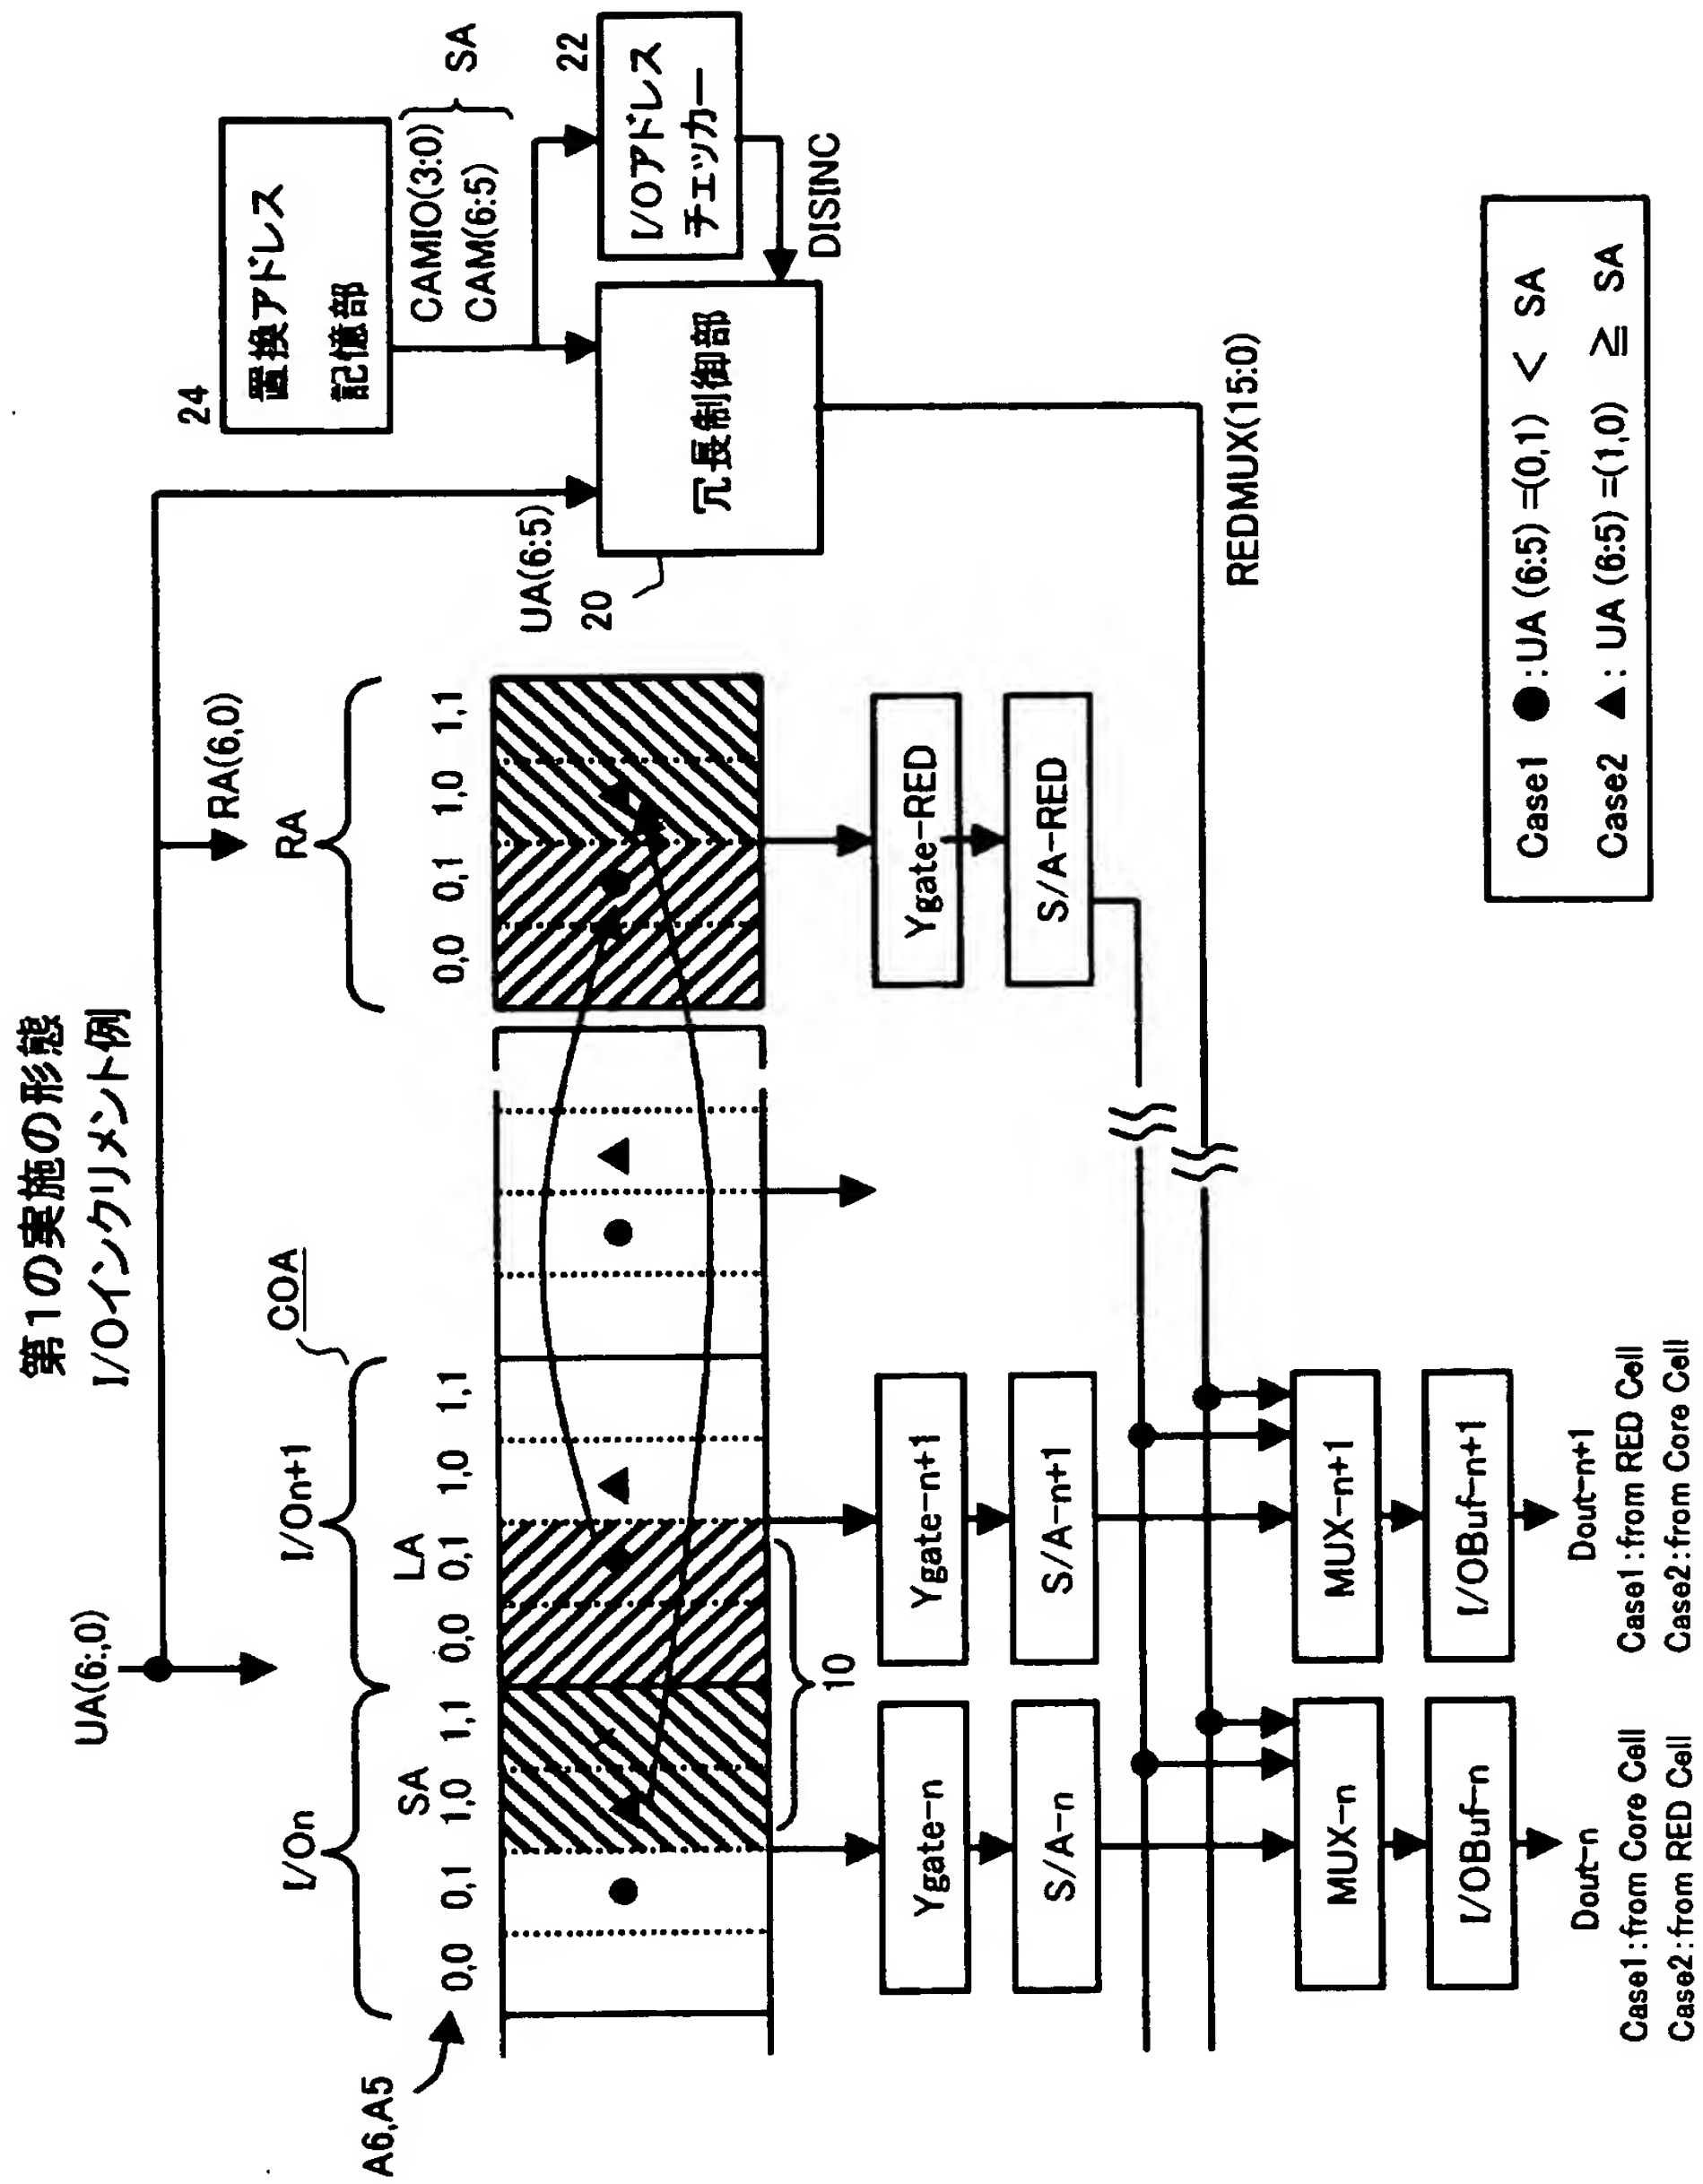 第1の実施の形態
I/Oインクリメント例
24
置換アドレス
記憶部
CAMIO(3:0)
CAM(6:5)
SA
22
I/Oアドレス
チェッカー
DISINC
UA(6:5)
20
冗長制御部
REDMUX(15:0)
UA(6:,0)
RA(6,0)
COA
I/On
I/On+1
RA
SA
LA
A6,A5
0,0 0,1 1,0 1,1
0,0 0,1 1,0 1,1
0,0 0,1 1,0 1,1
10
Ygate-n
Ygate-n+1
Ygate-RED
S/A-n
S/A-n+1
S/A-RED
MUX-n
MUX-n+1
I/OBuf-n
I/OBuf-n+1
Dout-n
Case1:from Core Cell
Case2:from RED Cell
Dout-n+1
Case1:from RED Cell
Case2:from Core Cell
Case1 ●:UA(6:5)=(0,1) < SA
Case2 ▲:UA(6:5)=(1,0) ≧ SA